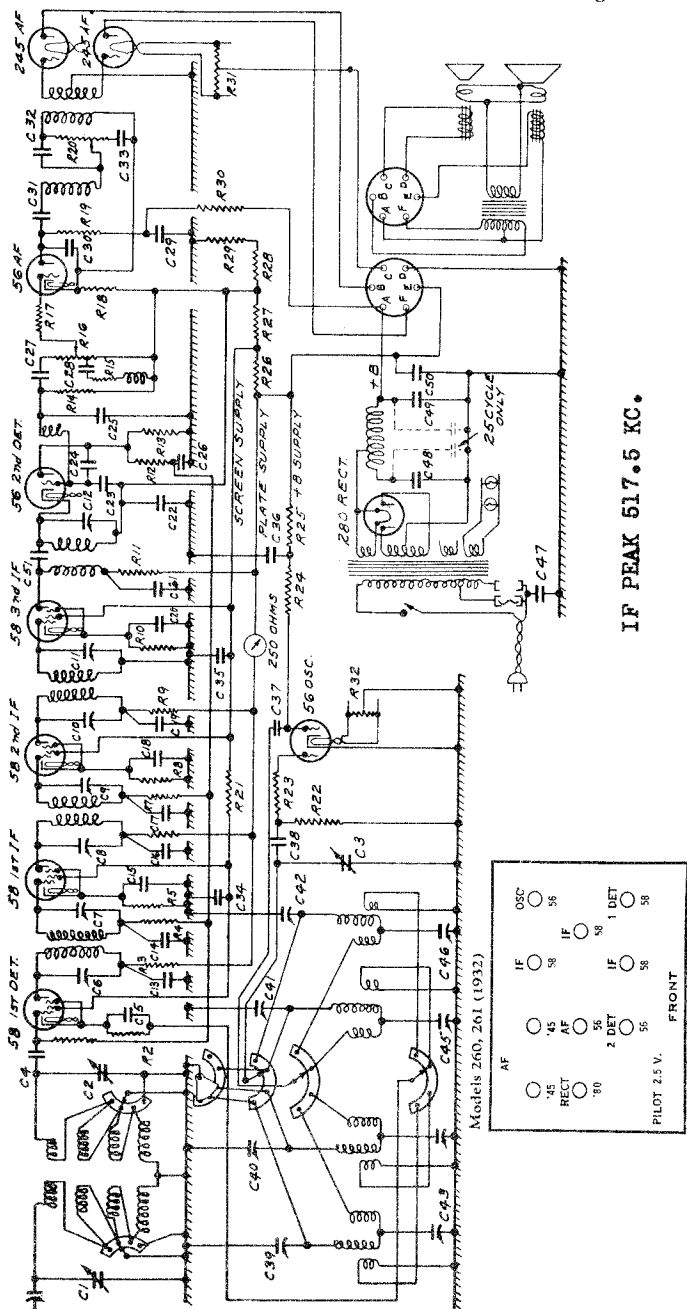 58 1ST DET.
58 1ST IF
58 2nd IF
58 3rd IF
56 2ND DET.
56 AF
245 AF
245 AF.
C4
C6
C7
C8
C9
C10
C11
C5
C12
C24
C27
C31
C32
C1
C2
R2
C15
R3
C13
C14
R4
R5
C15
C16
C17
R7
R8
C18
C19
R9
R10
C20
C21
R11
C22
C23
R12
R13
C26
C25
R14
C28
R15
R16
R17
R18
C30
R19
C29
R20
C33
R30
R29
R31
C34
R21
C35
SCREEN SUPPLY
PLATE SUPPLY
R26
R27
R28
250 OHMS
C36
R24
R25
+B SUPPLY
C37
C38
R23
R22
56 OSC.
R32
C3
C39
C40
C41
C42
C43
C45
C46
280 RECT.
+B
C48
C49
C50
25 CYCLE
ONLY
C47
A
B
C
D
E
F
A
B
C
D
E
F
IF PEAK 517.5 KC.
Models 260, 261 (1932)
AF
'45
'45
OSC
56
IF
58
RECT
'80
AF
56
IF
58
2 DET
56
IF
58
1 DET
58
PILOT 2.5 V.
FRONT